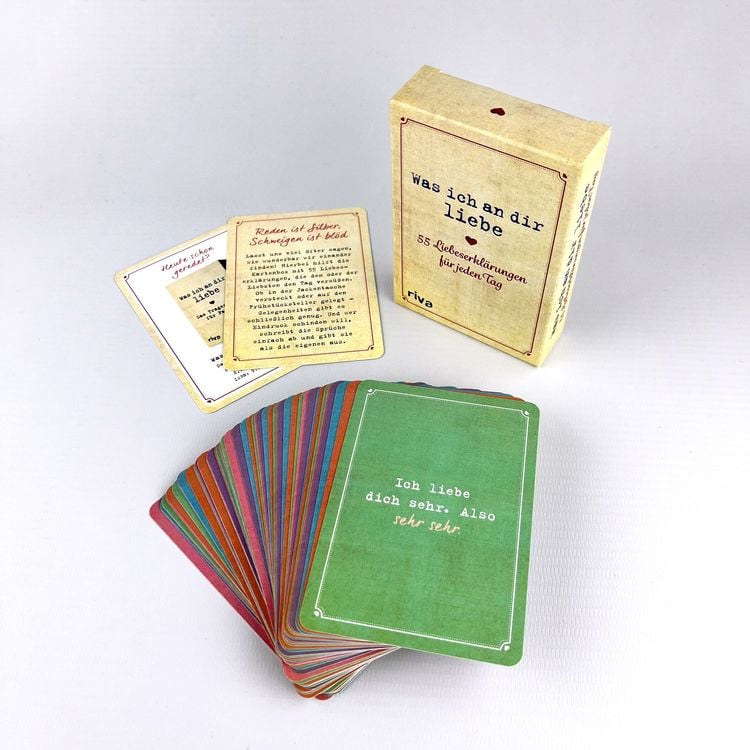 Was ich an dir
liebe
55 Liebeserklärungen
für jeden Tag
riva
Heute schon
geredet?
Was ich an dir
liebe
riva
Reden ist Silber,
Schweigen ist blöd
Lasst uns viel öfter sagen,
wie wunderbar wir einander
finden! Hierbei hilft die
Kartenbox mit 55 Liebes-
erklärungen, die den oder der
Liebsten den Tag versüßen.
Ob in der Jackentasche
versteckt oder auf den
Frühstücksteller gelegt –
Gelegenheiten gibt es
schließlich genug. Und wer
Eindruck schinden will,
schreibt die Sprüche
einfach ab und gibt sie
als die eigenen aus.
Ich liebe
dich sehr. Also
sehr sehr.